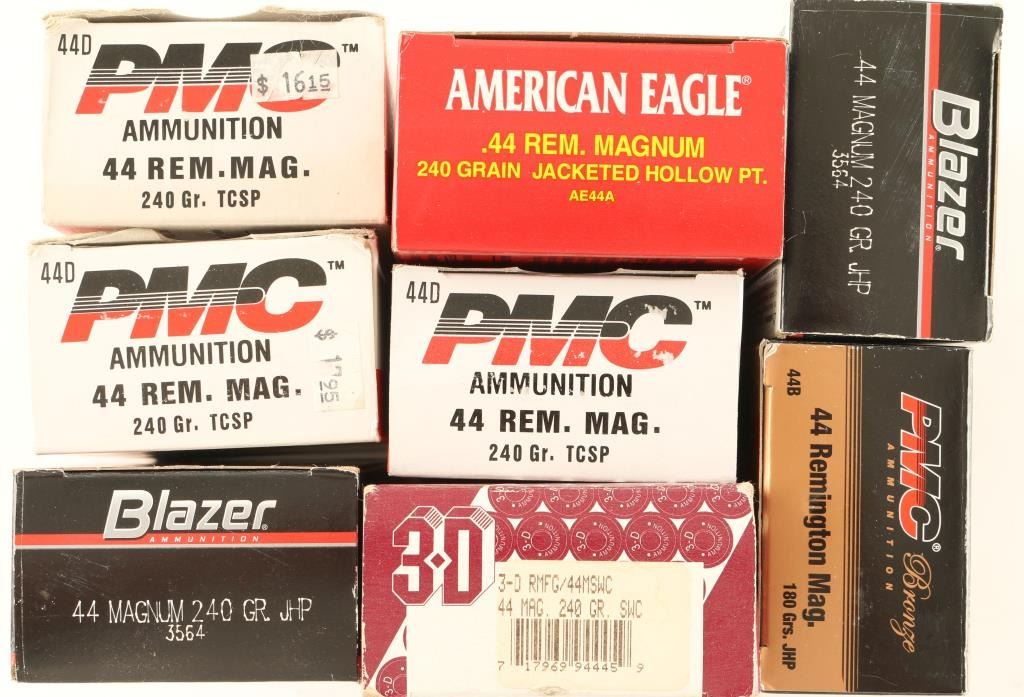 44D
PMC™
$ 16.15
AMMUNITION
44 REM. MAG.
240 Gr. TCSP
AMERICAN EAGLE®
.44 REM. MAGNUM
240 GRAIN JACKETED HOLLOW PT.
AE44A
Blazer®
AMMUNITION
44 MAGNUM 240 GR. JHP
3564
44D
PMC™
AMMUNITION
$ 17.95
44 REM. MAG.
240 Gr. TCSP
44D
PMC™
AMMUNITION
44 REM. MAG.
240 Gr. TCSP
PMC® Bronze
AMMUNITION
44B
44 Remington Mag.
180 Grs. JHP
Blazer®
AMMUNITION
44 MAGNUM 240 GR. JHP
3564
3-D
3-D RMFG/44MSWC
44 MAG. 240 GR. SWC
7 17969 94445 9